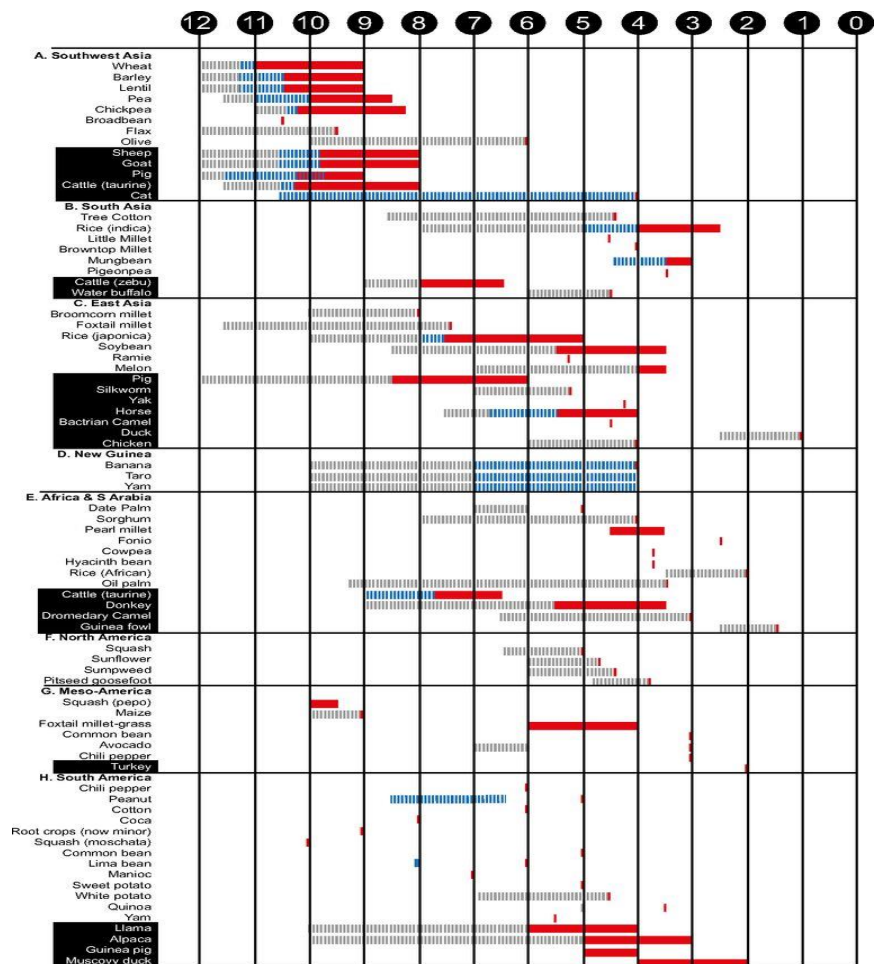 12 11 10 9 8 7 6 5 4 3 2 1 0
A. Southwest Asia
Wheat
Barley
Lentil
Pea
Chickpea
Broadbean
Flax
Olive
Sheep
Goat
Pig
Cattle (taurine)
Cat
B. South Asia
Tree Cotton
Rice (indica)
Little Millet
Browntop Millet
Mungbean
Pigeonpea
Cattle (zebu)
Water buffalo
C. East Asia
Broomcorn millet
Foxtail millet
Rice (japonica)
Soybean
Ramie
Melon
Pig
Silkworm
Yak
Horse
Bactrian Camel
Duck
Chicken
D. New Guinea
Banana
Taro
Yam
E. Africa & S Arabia
Date Palm
Sorghum
Pearl millet
Fonio
Cowpea
Hyacinth bean
Rice (African)
Oil palm
Cattle (taurine)
Donkey
Dromedary Camel
Guinea fowl
F. North America
Squash
Sunflower
Sumpweed
Pitseed goosefoot
G. Meso-America
Squash (pepo)
Maize
Foxtail millet-grass
Common bean
Avocado
Chili pepper
Turkey
H. South America
Chili pepper
Peanut
Cotton
Coca
Root crops (now minor)
Squash (moschata)
Common bean
Lima bean
Manioc
Sweet potato
White potato
Quinoa
Yam
Llama
Alpaca
Guinea pig
Muscovy duck